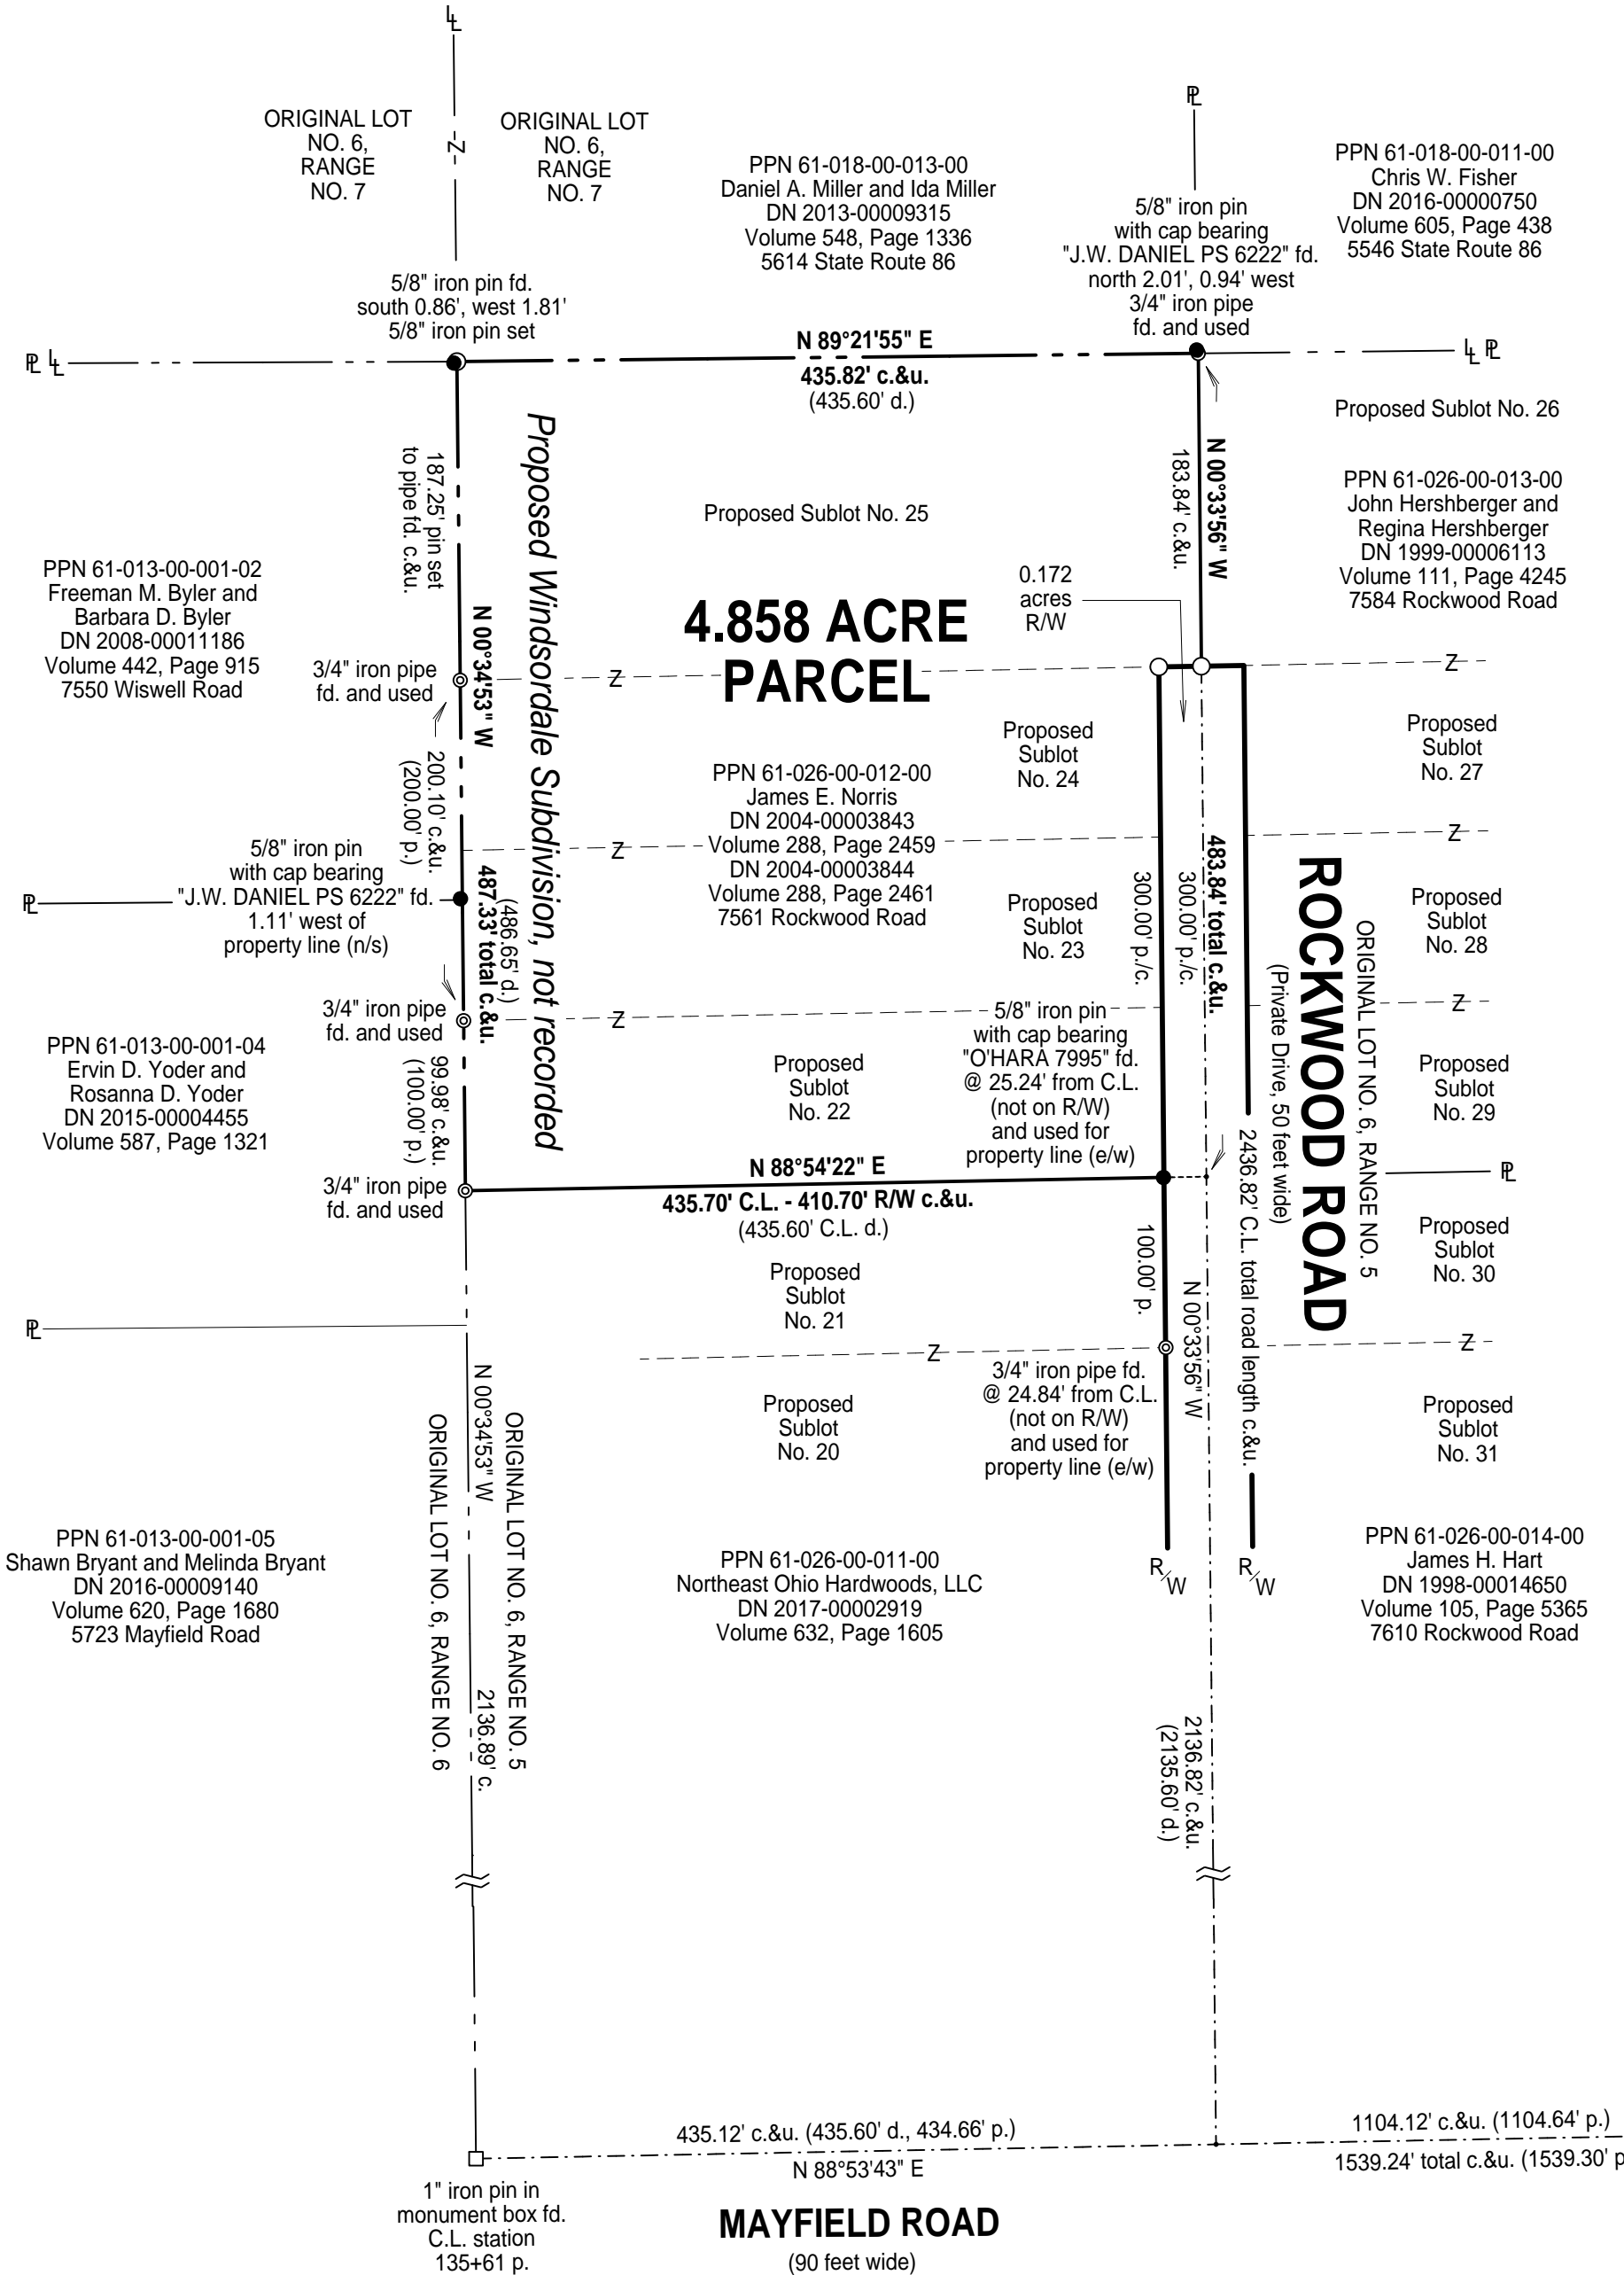 ORIGINAL LOT
NO. 6,
RANGE
NO. 7
Z
ORIGINAL LOT
NO. 6,
RANGE
NO. 7
PPN 61-018-00-013-00
Daniel A. Miller and Ida Miller
DN 2013-00009315
Volume 548, Page 1336
5614 State Route 86
PPN 61-018-00-011-00
Chris W. Fisher
DN 2016-00000750
Volume 605, Page 438
5546 State Route 86
5/8" iron pin
with cap bearing
"J.W. DANIEL PS 6222" fd.
north 2.01', 0.94' west
3/4" iron pipe
fd. and used
5/8" iron pin fd.
south 0.86', west 1.81'
5/8" iron pin set
N 89°21'55" E
435.82' c.&u.
(435.60' d.)
Proposed Sublot No. 26
187.25' pin set
to pipe fd. c.&u.
Proposed Windsordale Subdivision, not recorded
Proposed Sublot No. 25
183.84' c.&u.
N 00°33'56" W
PPN 61-026-00-013-00
John Hershberger and
Regina Hershberger
DN 1999-00006113
Volume 111, Page 4245
7584 Rockwood Road
PPN 61-013-00-001-02
Freeman M. Byler and
Barbara D. Byler
DN 2008-00011186
Volume 442, Page 915
7550 Wiswell Road
0.172
acres
R/W
4.858 ACRE
PARCEL
3/4" iron pipe
fd. and used
N 00°34'53" W
Z
Z
200.10' c.&u.
(200.00' p.)
PPN 61-026-00-012-00
James E. Norris
DN 2004-00003843
Volume 288, Page 2459
DN 2004-00003844
Volume 288, Page 2461
7561 Rockwood Road
Proposed
Sublot
No. 24
Proposed
Sublot
No. 27
Z
Z
5/8" iron pin
with cap bearing
"J.W. DANIEL PS 6222" fd.
1.11' west of
property line (n/s)
487.33' total c.&u.
(486.65' d.)
Proposed
Sublot
No. 23
300.00' p./c.
300.00' p./c.
483.84' total c.&u.
ROCKWOOD ROAD
(Private Drive, 50 feet wide)
ORIGINAL LOT NO. 6, RANGE NO. 5
Proposed
Sublot
No. 28
3/4" iron pipe
fd. and used
Z
Z
PPN 61-013-00-001-04
Ervin D. Yoder and
Rosanna D. Yoder
DN 2015-00004455
Volume 587, Page 1321
99.98' c.&u.
(100.00' p.)
Proposed
Sublot
No. 22
5/8" iron pin
with cap bearing
"O'HARA 7995" fd.
@ 25.24' from C.L.
(not on R/W)
and used for
property line (e/w)
Proposed
Sublot
No. 29
3/4" iron pipe
fd. and used
N 88°54'22" E
435.70' C.L. - 410.70' R/W c.&u.
(435.60' C.L. d.)
2436.82' C.L. total road length c.&u.
Proposed
Sublot
No. 21
100.00' p.
N 00°33'56" W
Proposed
Sublot
No. 30
Z
Z
N 00°34'53" W
2136.89' c.
ORIGINAL LOT NO. 6, RANGE NO. 6
ORIGINAL LOT NO. 6, RANGE NO. 5
Proposed
Sublot
No. 20
3/4" iron pipe fd.
@ 24.84' from C.L.
(not on R/W)
and used for
property line (e/w)
Proposed
Sublot
No. 31
PPN 61-013-00-001-05
Shawn Bryant and Melinda Bryant
DN 2016-00009140
Volume 620, Page 1680
5723 Mayfield Road
PPN 61-026-00-011-00
Northeast Ohio Hardwoods, LLC
DN 2017-00002919
Volume 632, Page 1605
R/W
R/W
PPN 61-026-00-014-00
James H. Hart
DN 1998-00014650
Volume 105, Page 5365
7610 Rockwood Road
2136.82' c.&u.
(2135.60' d.)
435.12' c.&u. (435.60' d., 434.66' p.)
N 88°53'43" E
1104.12' c.&u. (1104.64' p.)
1539.24' total c.&u. (1539.30' p
1" iron pin in
monument box fd.
C.L. station
135+61 p.
MAYFIELD ROAD
(90 feet wide)